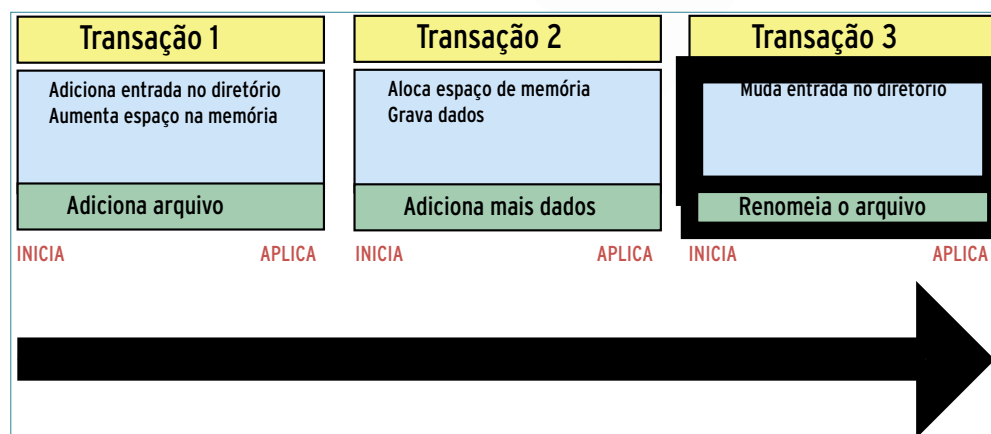 Transação 1
Adiciona entrada no diretório
Aumenta espaço na memória
Adiciona arquivo
INICIA
APLICA
Transação 2
Aloca espaço de memória
Grava dados
Adiciona mais dados
INICIA
APLICA
Transação 3
Muda entrada no diretório
Renomeia o arquivo
INICIA
APLICA